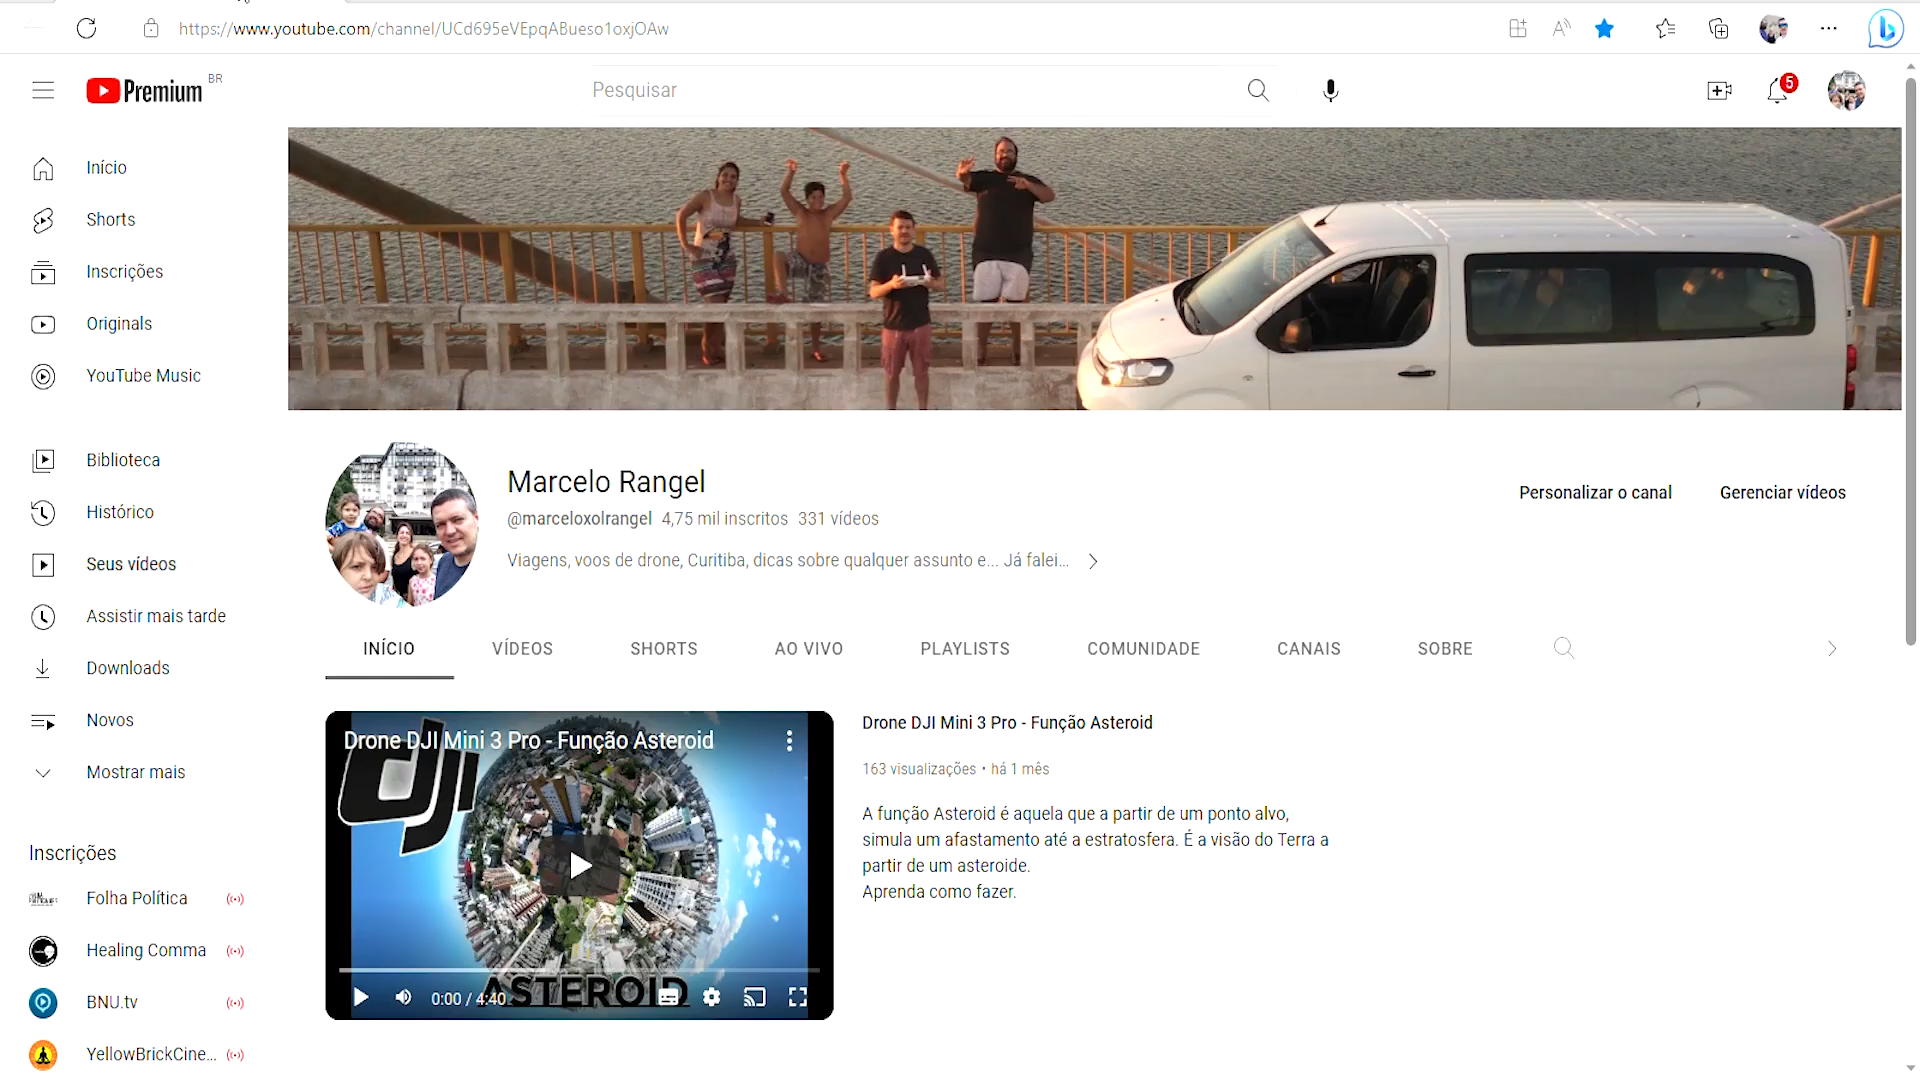 https://www.youtube.com/channel/UCd695eVEpqABueso1oxjOAw
Premium BR
Pesquisar
5
Início
Shorts
Inscrições
Originals
YouTube Music
Biblioteca
Histórico
Seus vídeos
Assistir mais tarde
Downloads
Novos
Mostrar mais
Inscrições
Folha Política
Healing Comma
BNU.tv
YellowBrickCine...
Marcelo Rangel
@marceloxolrangel 4,75 mil inscritos 331 vídeos
Viagens, voos de drone, Curitiba, dicas sobre qualquer assunto e... Já falei...
Personalizar o canal
Gerenciar vídeos
INÍCIO VÍDEOS SHORTS AO VIVO PLAYLISTS COMUNIDADE CANAIS SOBRE
Drone DJI Mini 3 Pro - Função Asteroid
dji
ASTEROID
0:00 / 4:40
Drone DJI Mini 3 Pro - Função Asteroid
163 visualizações • há 1 mês
A função Asteroid é aquela que a partir de um ponto alvo,
simula um afastamento até a estratosfera. É a visão do Terra a
partir de um asteroide.
Aprenda como fazer.